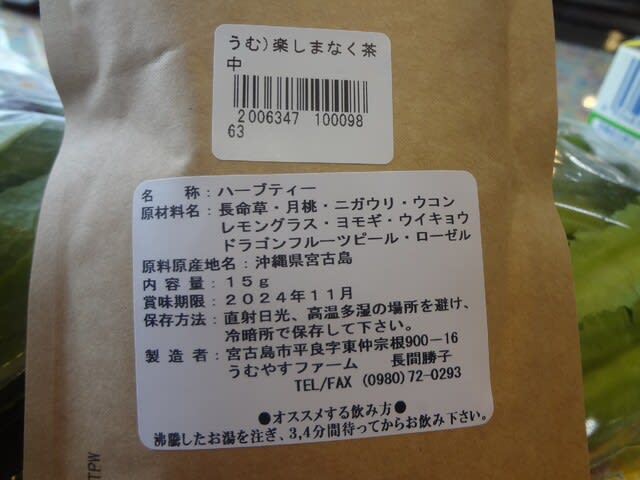 うむ)楽しまなく茶
中
2006347 100098
63
名　　称：ハーブティー
原材料名：長命草・月桃・ニガウリ・ウコン
レモングラス・ヨモギ・ウイキョウ
ドラゴンフルーツピール・ローゼル
原料原産地名：沖縄県宮古島
内 容 量：１５ｇ
賞味期限：２０２４年１１月
保存方法：直射日光、高温多湿の場所を避け、
冷暗所で保存して下さい。
製 造 者：宮古島市平良字東仲宗根900－16
うむやすファーム　　長間勝子
TEL/FAX (0980)72-0293
●オススメする飲み方●
沸騰したお湯を注ぎ、3,4分間待ってからお飲み下さい。
TPW